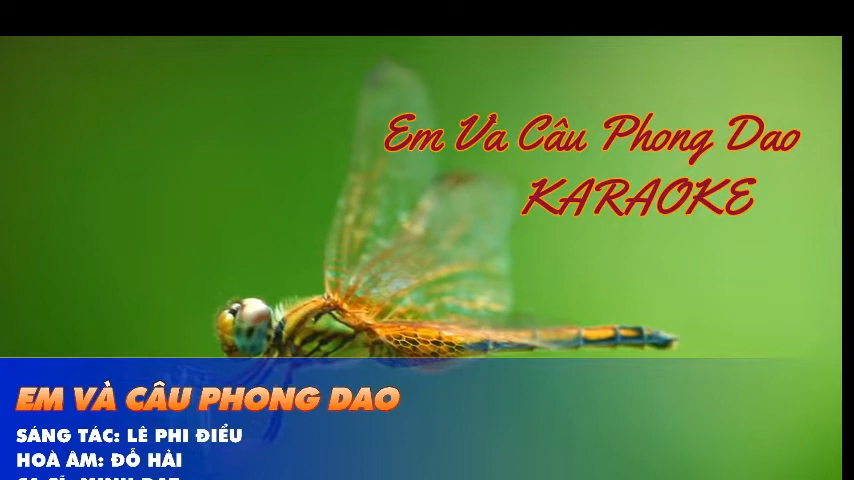 Em Và Câu Phong Dao
KARAOKE
EM VÀ CÂU PHONG DAO
SÁNG TÁC: LÊ PHI ĐIỂU
HOÀ ÂM: ĐỖ HẢI